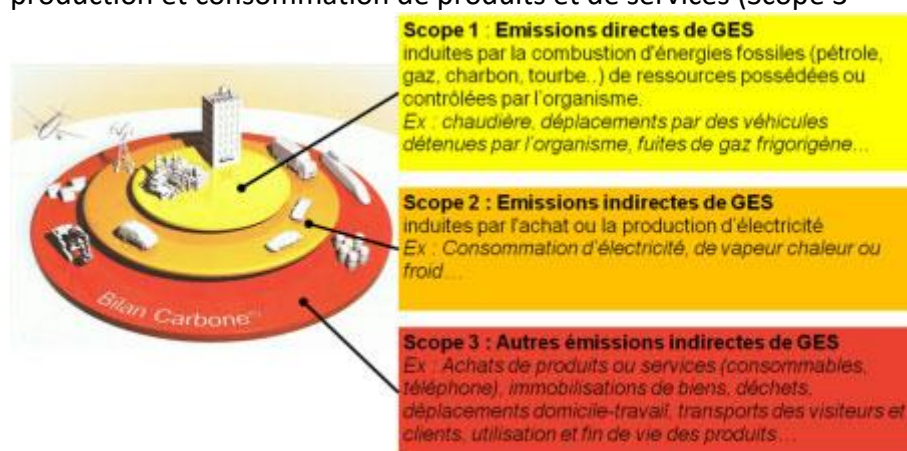 production et consommation de produits et de services (Scope 3
Scope 1 : Emissions directes de GES
induites par la combustion d'énergies fossiles (pétrole,
gaz, charbon, tourbe..) de ressources possédées ou
contrôlées par l'organisme.
Ex : chaudière, déplacements par des véhicules
détenues par l'organisme, fuites de gaz frigorigène...
Scope 2 : Emissions indirectes de GES
induites par l'achat ou la production d'électricité
Ex : Consommation d'électricité, de vapeur chaleur ou
froid...
Bilan Carbone
Scope 3 : Autres émissions indirectes de GES
Ex : Achats de produits ou services (consommables,
téléphone), immobilisations de biens, déchets,
déplacements domicile-travail, transports des visiteurs et
clients, utilisation et fin de vie des produits...